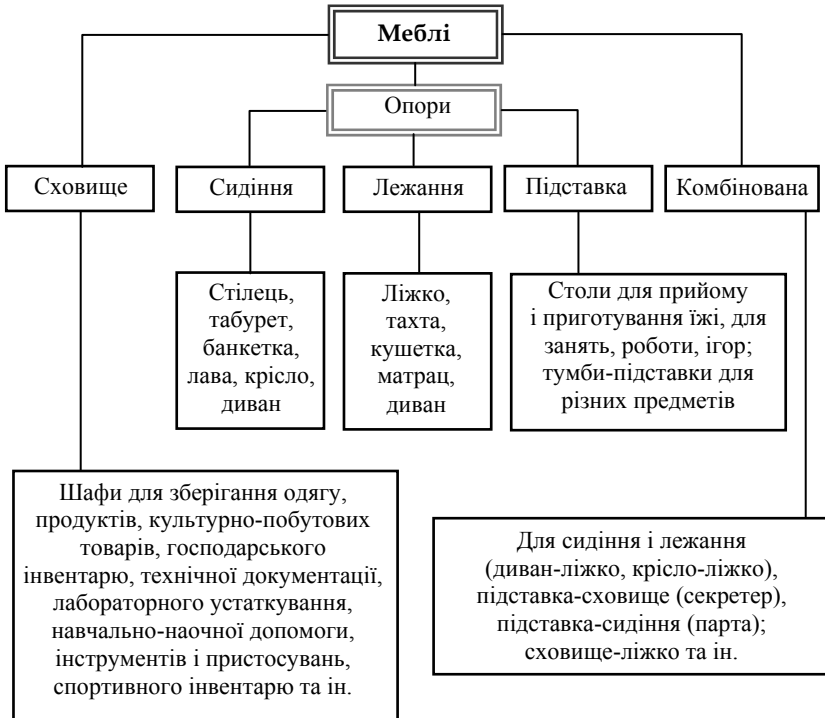 Меблі
Опори
Сховище
Сидіння
Лежання
Підставка
Комбінована
Стілець,
табурет,
банкетка,
лава, крісло,
диван
Ліжко,
тахта,
кушетка,
матрац,
диван
Столи для прийому
і приготування їжі, для
занять, роботи, ігор;
тумби-підставки для
різних предметів
Шафи для зберігання одягу,
продуктів, культурно-побутових
товарів, господарського
інвентарю, технічної документації,
лабораторного устаткування,
навчально-наочної допомоги,
інструментів і пристосувань,
спортивного інвентарю та ін.
Для сидіння і лежання
(диван-ліжко, крісло-ліжко),
підставка-сховище (секретер),
підставка-сидіння (парта);
сховище-ліжко та ін.